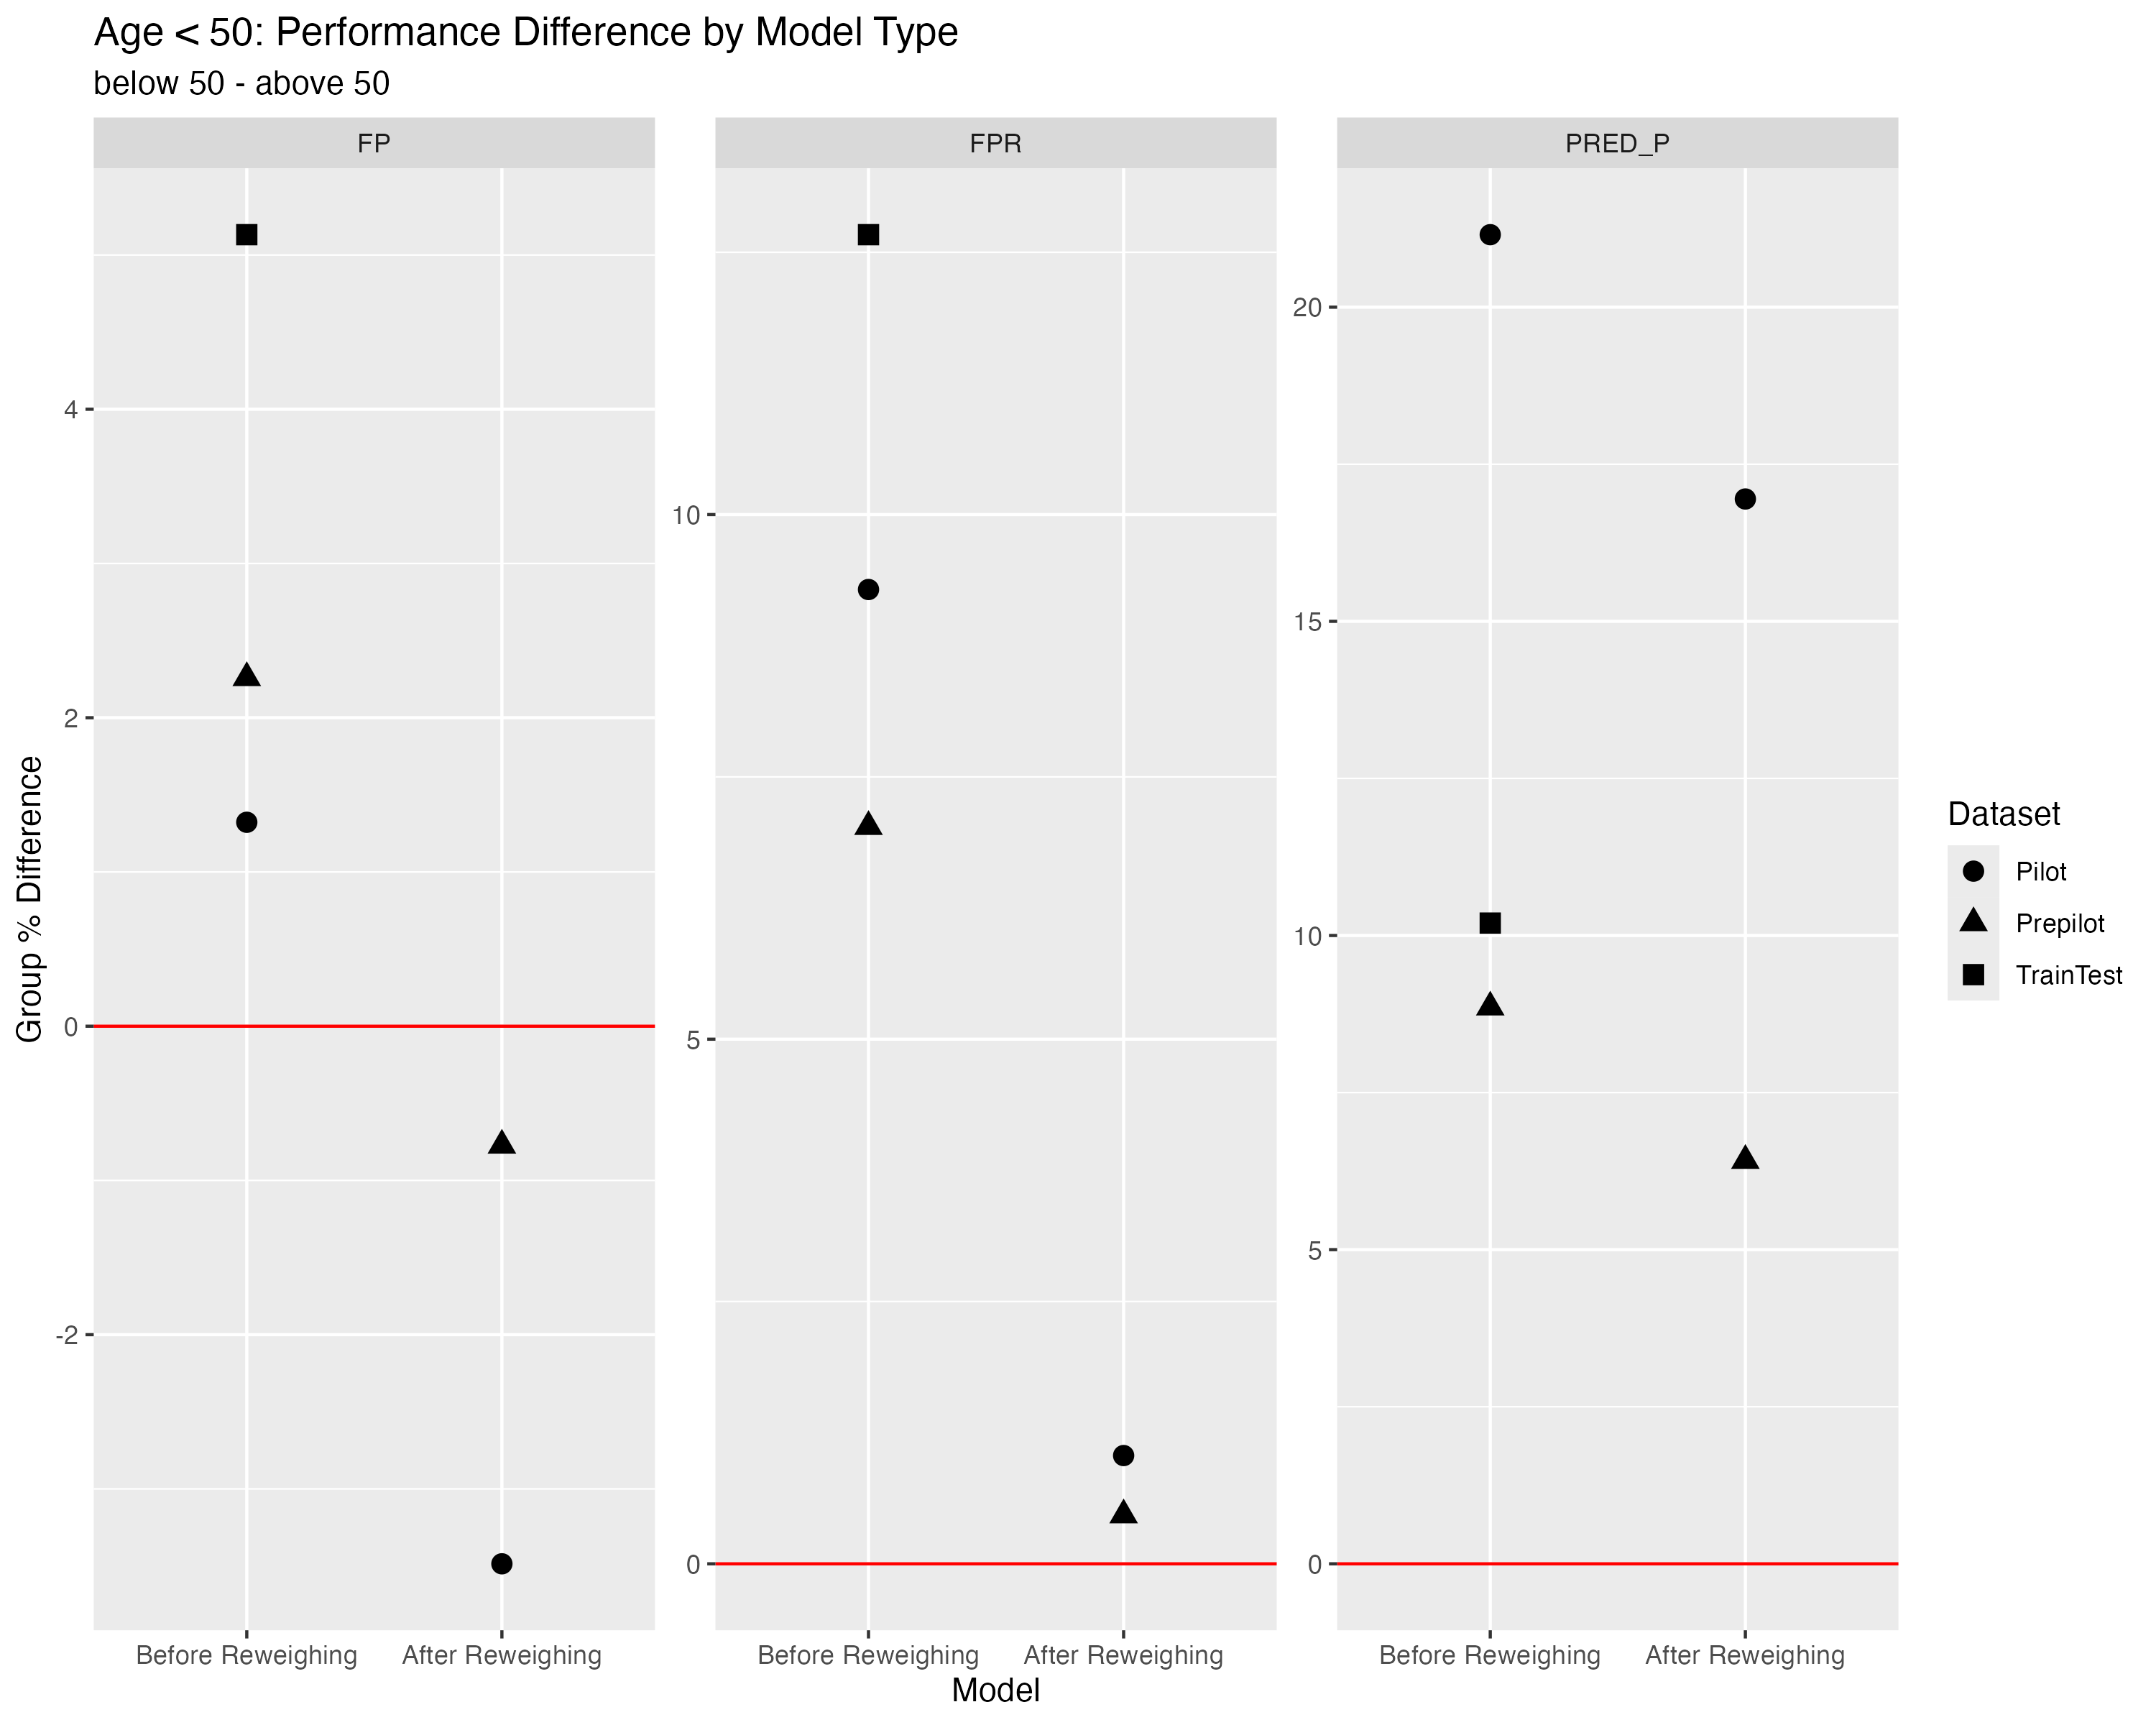 Age < 50: Performance Difference by Model Type
below 50 - above 50
FP
FPR
PRED_P
Group % Difference
4
2
0
-2
10
5
0
20
15
10
5
0
Before Reweighing
After Reweighing
Before Reweighing
After Reweighing
Before Reweighing
After Reweighing
Model
Dataset
Pilot
Prepilot
TrainTest